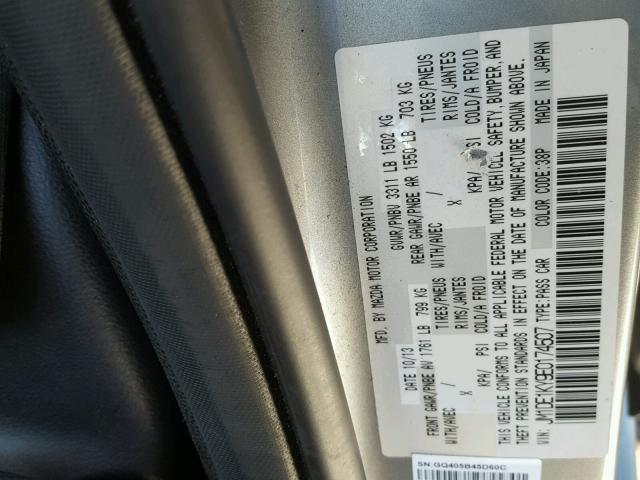 MAZDA MOTOR CORPORATION
DATE 10/13 GVWR/PNBV 3311 LB 1502 KG
FRONT GAWR/PNBE AV 1761 LB 799 KG REAR GAWR/PNBE AR 1550 LB 703 KG
WITH/AVEC TIRES/PNEUS WITH/AVEC TIRES/PNEUS
X RIMS/JANTES X RIMS/JANTES
KPA/ PSI COLD/A FROID KPA/ PSI COLD/A FROID
THIS VEHICLE CONFORMS TO ALL APPLICABLE FEDERAL MOTOR VEHICLE SAFETY, BUMPER, AND
THEFT PREVENTION STANDARDS IN EFFECT ON THE DATE OF MANUFACTURE SHOWN ABOVE.
VIN: JM1DE1KY9E0174507 TYPE:PASS CAR COLOR CODE:38P MADE IN JAPAN
SN:GQ405B45D60C